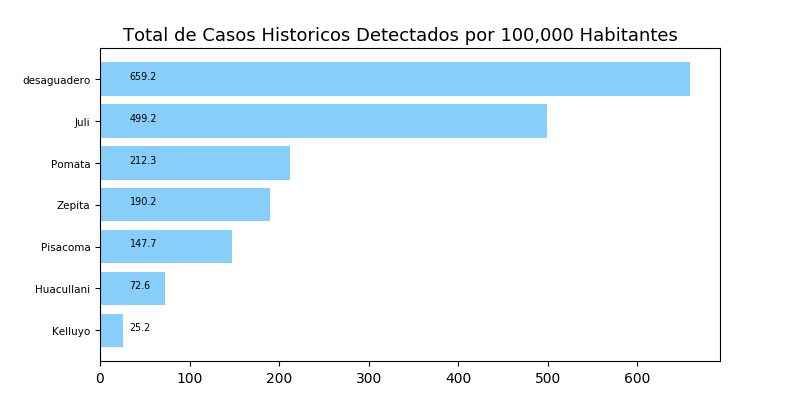 Total de Casos Historicos Detectados por 100,000 Habitantes
desaguadero 659.2
Juli 499.2
Pomata 212.3
Zepita 190.2
Pisacoma 147.7
Huacullani 72.6
Kelluyo 25.2
0 100 200 300 400 500 600